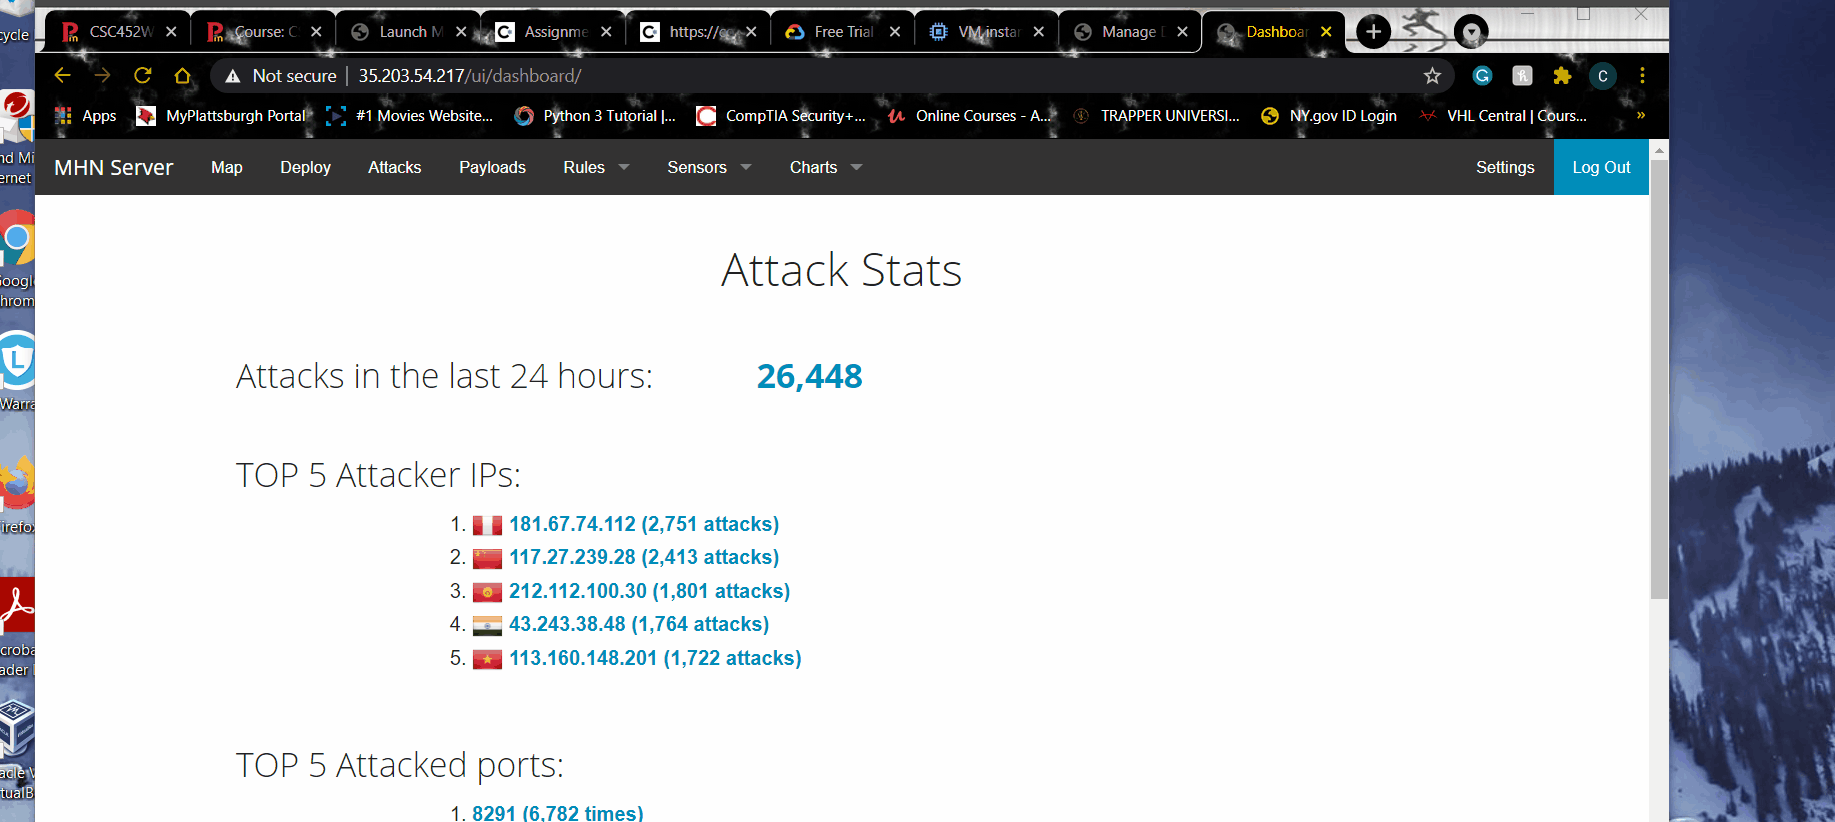 CSC452W
Course: C
Launch M
Assignme
https://c
Free Trial
VM instan
Manage D
Dashboar
Not secure | 35.203.54.217/ui/dashboard/
Apps
MyPlattsburgh Portal
#1 Movies Website...
Python 3 Tutorial |...
CompTIA Security+...
Online Courses - A...
TRAPPER UNIVERSI...
NY.gov ID Login
VHL Central | Cours...
»
MHN Server
Map
Deploy
Attacks
Payloads
Rules
Sensors
Charts
Settings
Log Out
Attack Stats
Attacks in the last 24 hours: 26,448
TOP 5 Attacker IPs:
1. 181.67.74.112 (2,751 attacks)
2. 117.27.239.28 (2,413 attacks)
3. 212.112.100.30 (1,801 attacks)
4. 43.243.38.48 (1,764 attacks)
5. 113.160.148.201 (1,722 attacks)
TOP 5 Attacked ports:
1. 8291 (6,782 times)
cycle
nd Mi
ernet
Googl
hrom
Warra
irefox
croba
ader
acle V
tualB